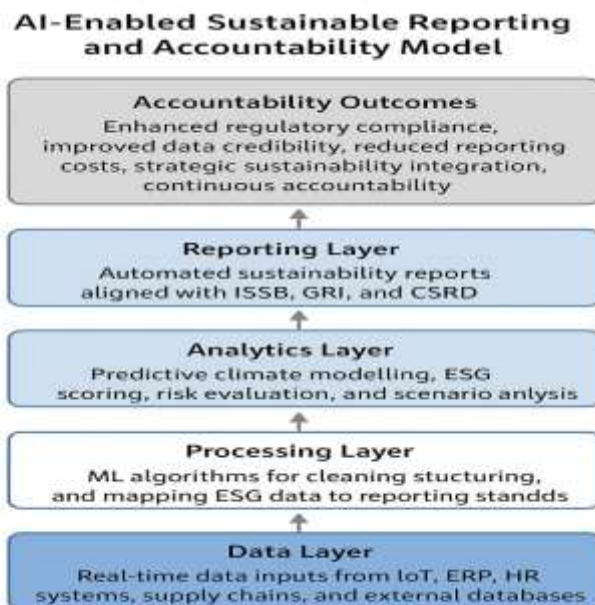 AI-Enabled Sustainable Reporting
and Accountability Model
Accountability Outcomes
Enhanced regulatory compliance,
improved data credibility, reduced reporting
costs, strategic sustainability integration,
continuous accountability
Reporting Layer
Automated sustainability reports
aligned with ISSB, GRI, and CSRD
Analytics Layer
Predictive climate modelling, ESG
scoring, risk evaluation, and scenario anlysis
Processing Layer
ML algorithms for cleaning stucturing,
and mapping ESG data to reporting standds
Data Layer
Real-time data inputs from IoT, ERP, HR
systems, supply chains, and external databases